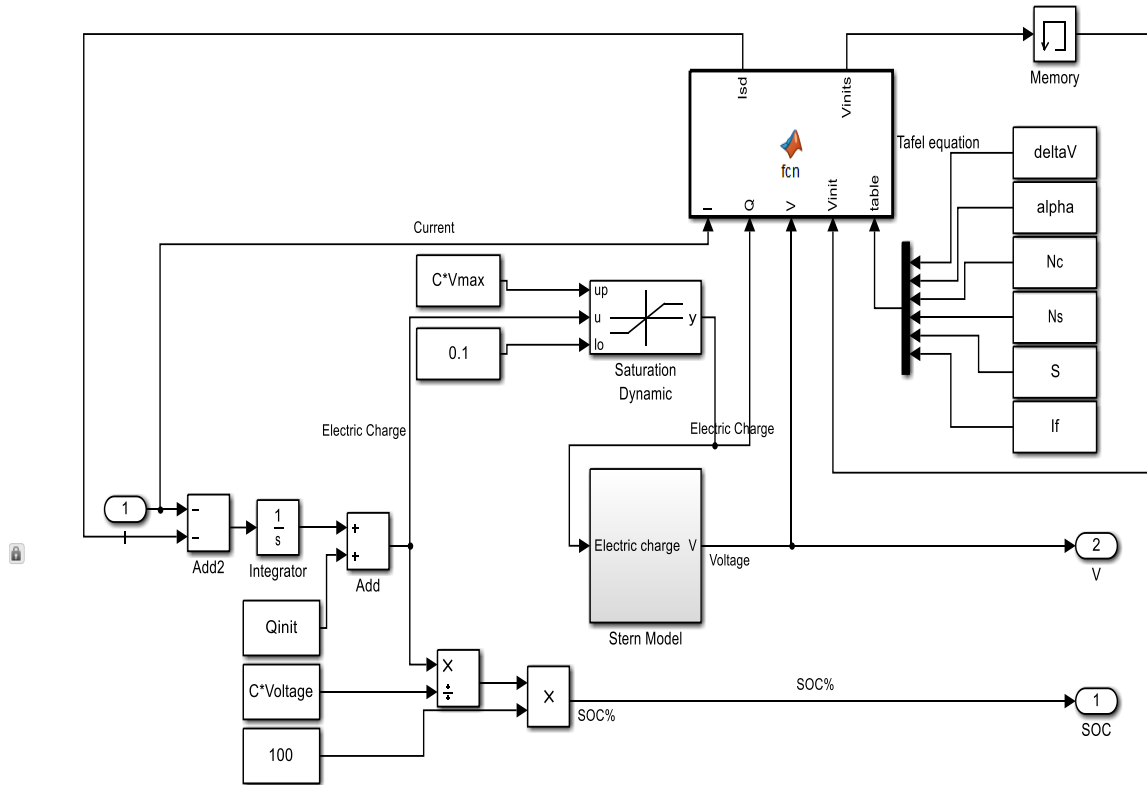 Isd
Vinits
Memory
Tafel equation
fcn
I
Q
V
Vinit
table
deltaV
alpha
Nc
Ns
S
If
Current
C*Vmax
0.1
up
u
lo
y
Saturation
Dynamic
Electric Charge
Electric Charge
1
−
−
Add2
1
s
Integrator
+
+
Add
Electric charge
V
Stern Model
Voltage
2
V
Qinit
C*Voltage
100
X
÷
X
SOC%
SOC%
1
SOC